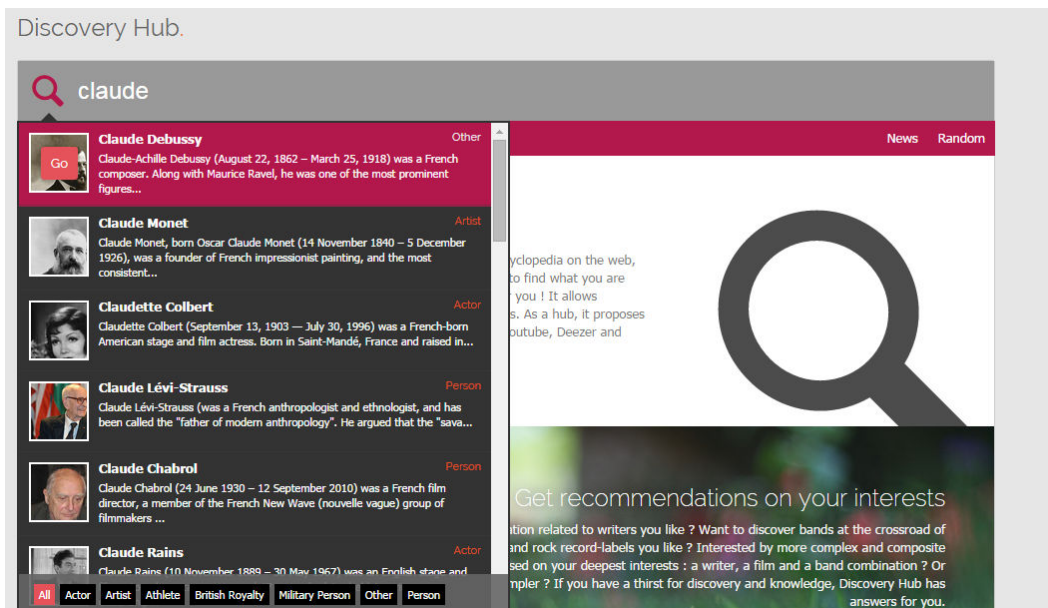 Discovery Hub.
claude
News Random
Claude Debussy Other
Go
Claude-Achille Debussy (August 22, 1862 – March 25, 1918) was a French
composer. Along with Maurice Ravel, he was one of the most prominent
figures...
Claude Monet Artist
Claude Monet, born Oscar Claude Monet (14 November 1840 – 5 December
1926), was a founder of French impressionist painting, and the most
consistent...
Claudette Colbert Actor
Claudette Colbert (September 13, 1903 — July 30, 1996) was a French-born
American stage and film actress. Born in Saint-Mandé, France and raised in...
Claude Lévi-Strauss Person
Claude Lévi-Strauss (was a French anthropologist and ethnologist, and has
been called the "father of modern anthropology". He argued that the "sava...
Claude Chabrol Person
Claude Chabrol (24 June 1930 – 12 September 2010) was a French film
director, a member of the French New Wave (nouvelle vague) group of
filmmakers ...
Claude Rains Actor
Claude Rains (10 November 1889 – 30 May 1967) was an English stage and
All Actor Artist Athlete British Royalty Military Person Other Person
yclopedia on the web,
to find what you are
you ! It allows
s. As a hub, it proposes
outube, Deezer and
Get recommendations on your interests
tion related to writers you like ? Want to discover bands at the crossroad of
and rock record-labels you like ? Interested by more complex and composite
sed on your deepest interests : a writer, a film and a band combination ? Or
mpler ? If you have a thirst for discovery and knowledge, Discovery Hub has
answers for you.